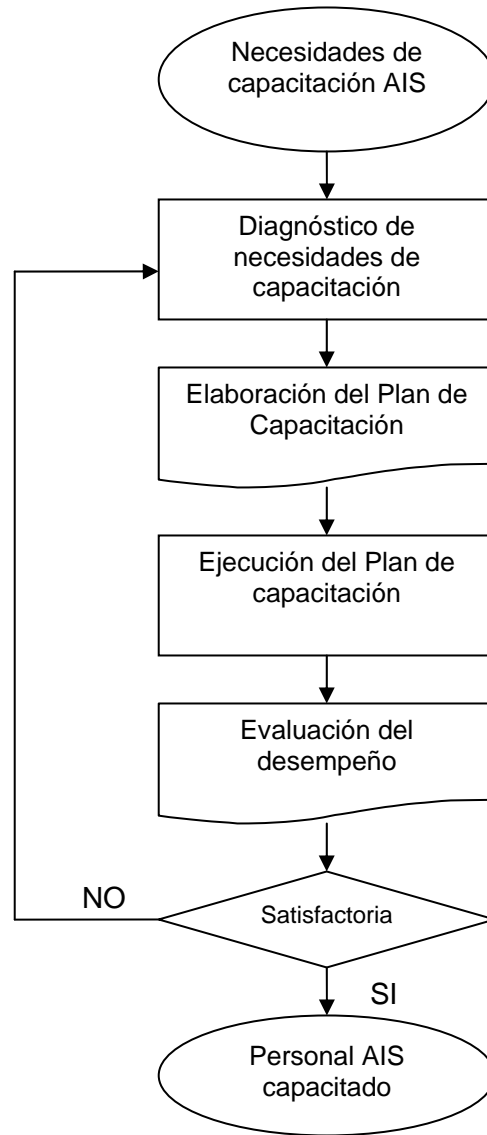 Necesidades de
capacitación AIS
Diagnóstico de
necesidades de
capacitación
Elaboración del Plan de
Capacitación
Ejecución del Plan de
capacitación
Evaluación del
desempeño
NO
Satisfactoria
SI
Personal AIS
capacitado